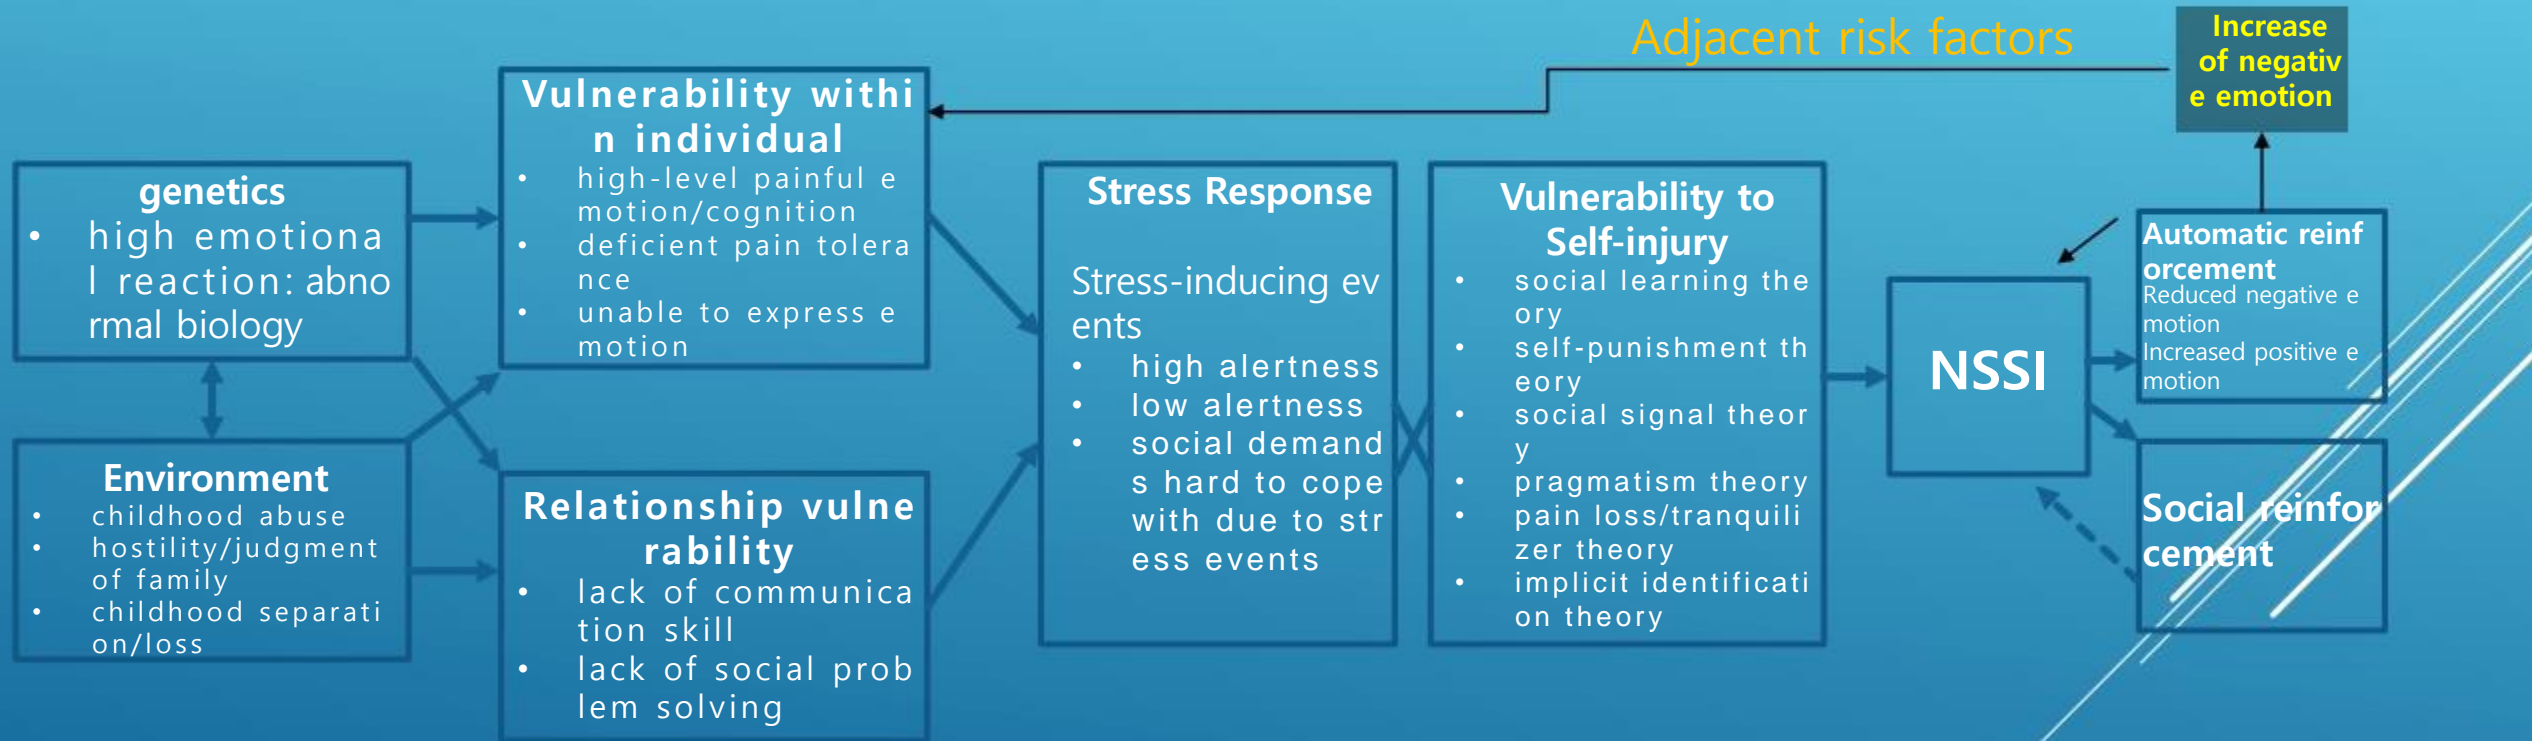 Adjacent risk factors
Increase
of negativ
e emotion
genetics
• high emotiona
l reaction: abno
rmal biology
Environment
• childhood abuse
• hostility/judgment
of family
• childhood separati
on/loss
Vulnerability withi
n individual
• high-level painful e
motion/cognition
• deficient pain tolera
nce
• unable to express e
motion
Relationship vulne
rability
• lack of communica
tion skill
• lack of social prob
lem solving
Stress Response
Stress-inducing ev
ents
• high alertness
• low alertness
• social demand
s hard to cope
with due to str
ess events
Vulnerability to
Self-injury
• social learning the
ory
• self-punishment th
eory
• social signal theor
y
• pragmatism theory
• pain loss/tranquili
zer theory
• implicit identificati
on theory
NSSI
Automatic reinf
orcement
Reduced negative e
motion
Increased positive e
motion
Social reinfor
cement